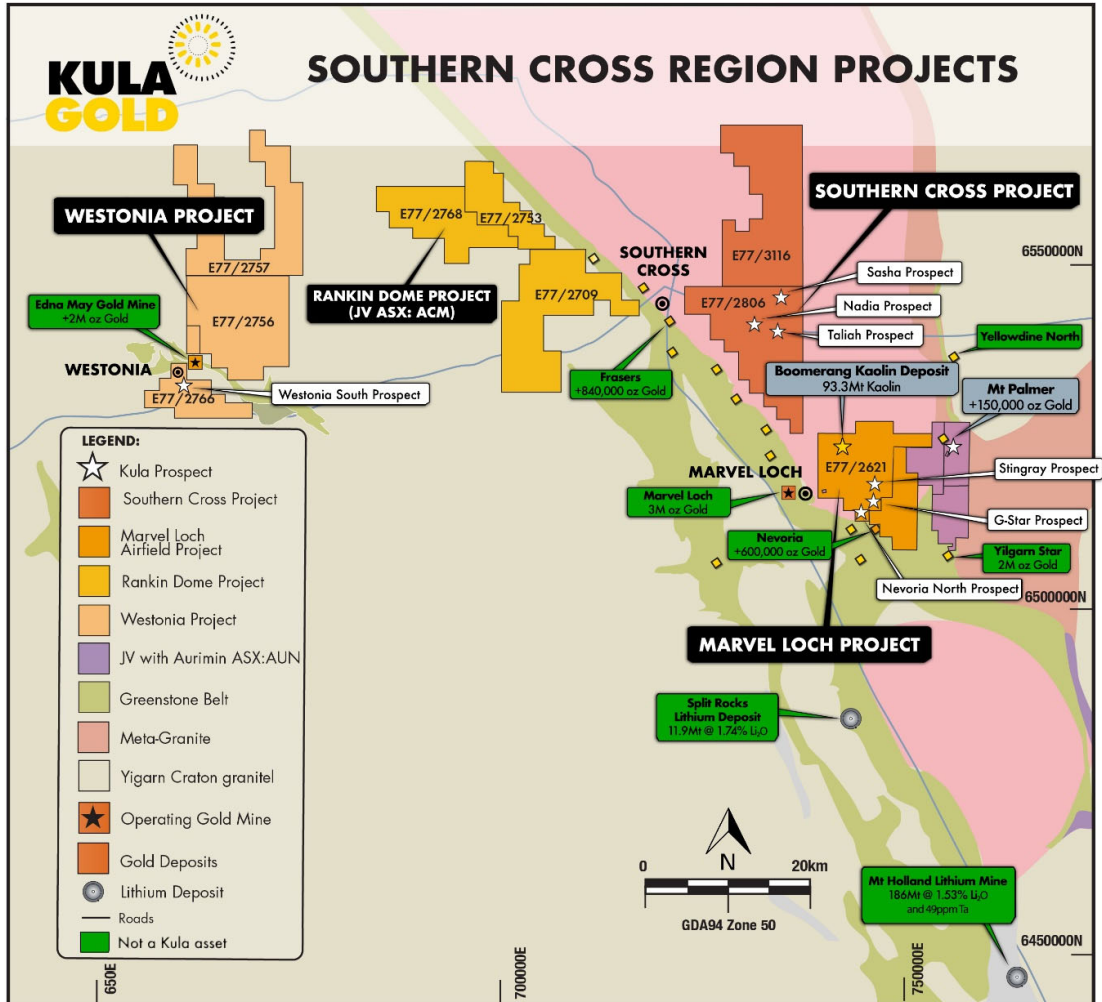 KULA
GOLD
SOUTHERN CROSS REGION PROJECTS
WESTONIA PROJECT
E77/2757
Edna May Gold Mine
+2M oz Gold
E77/2756
WESTONIA
E77/2766
Westonia South Prospect
E77/2768
E77/2753
RANKIN DOME PROJECT
(JV ASX: ACM)
E77/2709
SOUTHERN
CROSS
SOUTHERN CROSS PROJECT
E77/3116
E77/2806
Sasha Prospect
Nadia Prospect
Taliah Prospect
6550000N
Frasers
+840,000 oz Gold
Boomerang Kaolin Deposit
93.3Mt Kaolin
Yellowdine North
Mt Palmer
+150,000 oz Gold
E77/2621
MARVEL LOCH
Marvel Loch
3M oz Gold
Stingray Prospect
G-Star Prospect
Nevoria
+600,000 oz Gold
Yilgarn Star
2M oz Gold
Nevoria North Prospect
6500000N
MARVEL LOCH PROJECT
Split Rocks
Lithium Deposit
11.9Mt @ 1.74% Li₂O
Mt Holland Lithium Mine
186Mt @ 1.53% Li₂O
and 49ppm Ta
6450000N
LEGEND:
Kula Prospect
Southern Cross Project
Marvel Loch
Airfield Project
Rankin Dome Project
Westonia Project
JV with Aurimin ASX:AUN
Greenstone Belt
Meta-Granite
Yigarn Craton granitel
Operating Gold Mine
Gold Deposits
Lithium Deposit
Roads
Not a Kula asset
N
0
20km
GDA94 Zone 50
650E
700000E
750000E